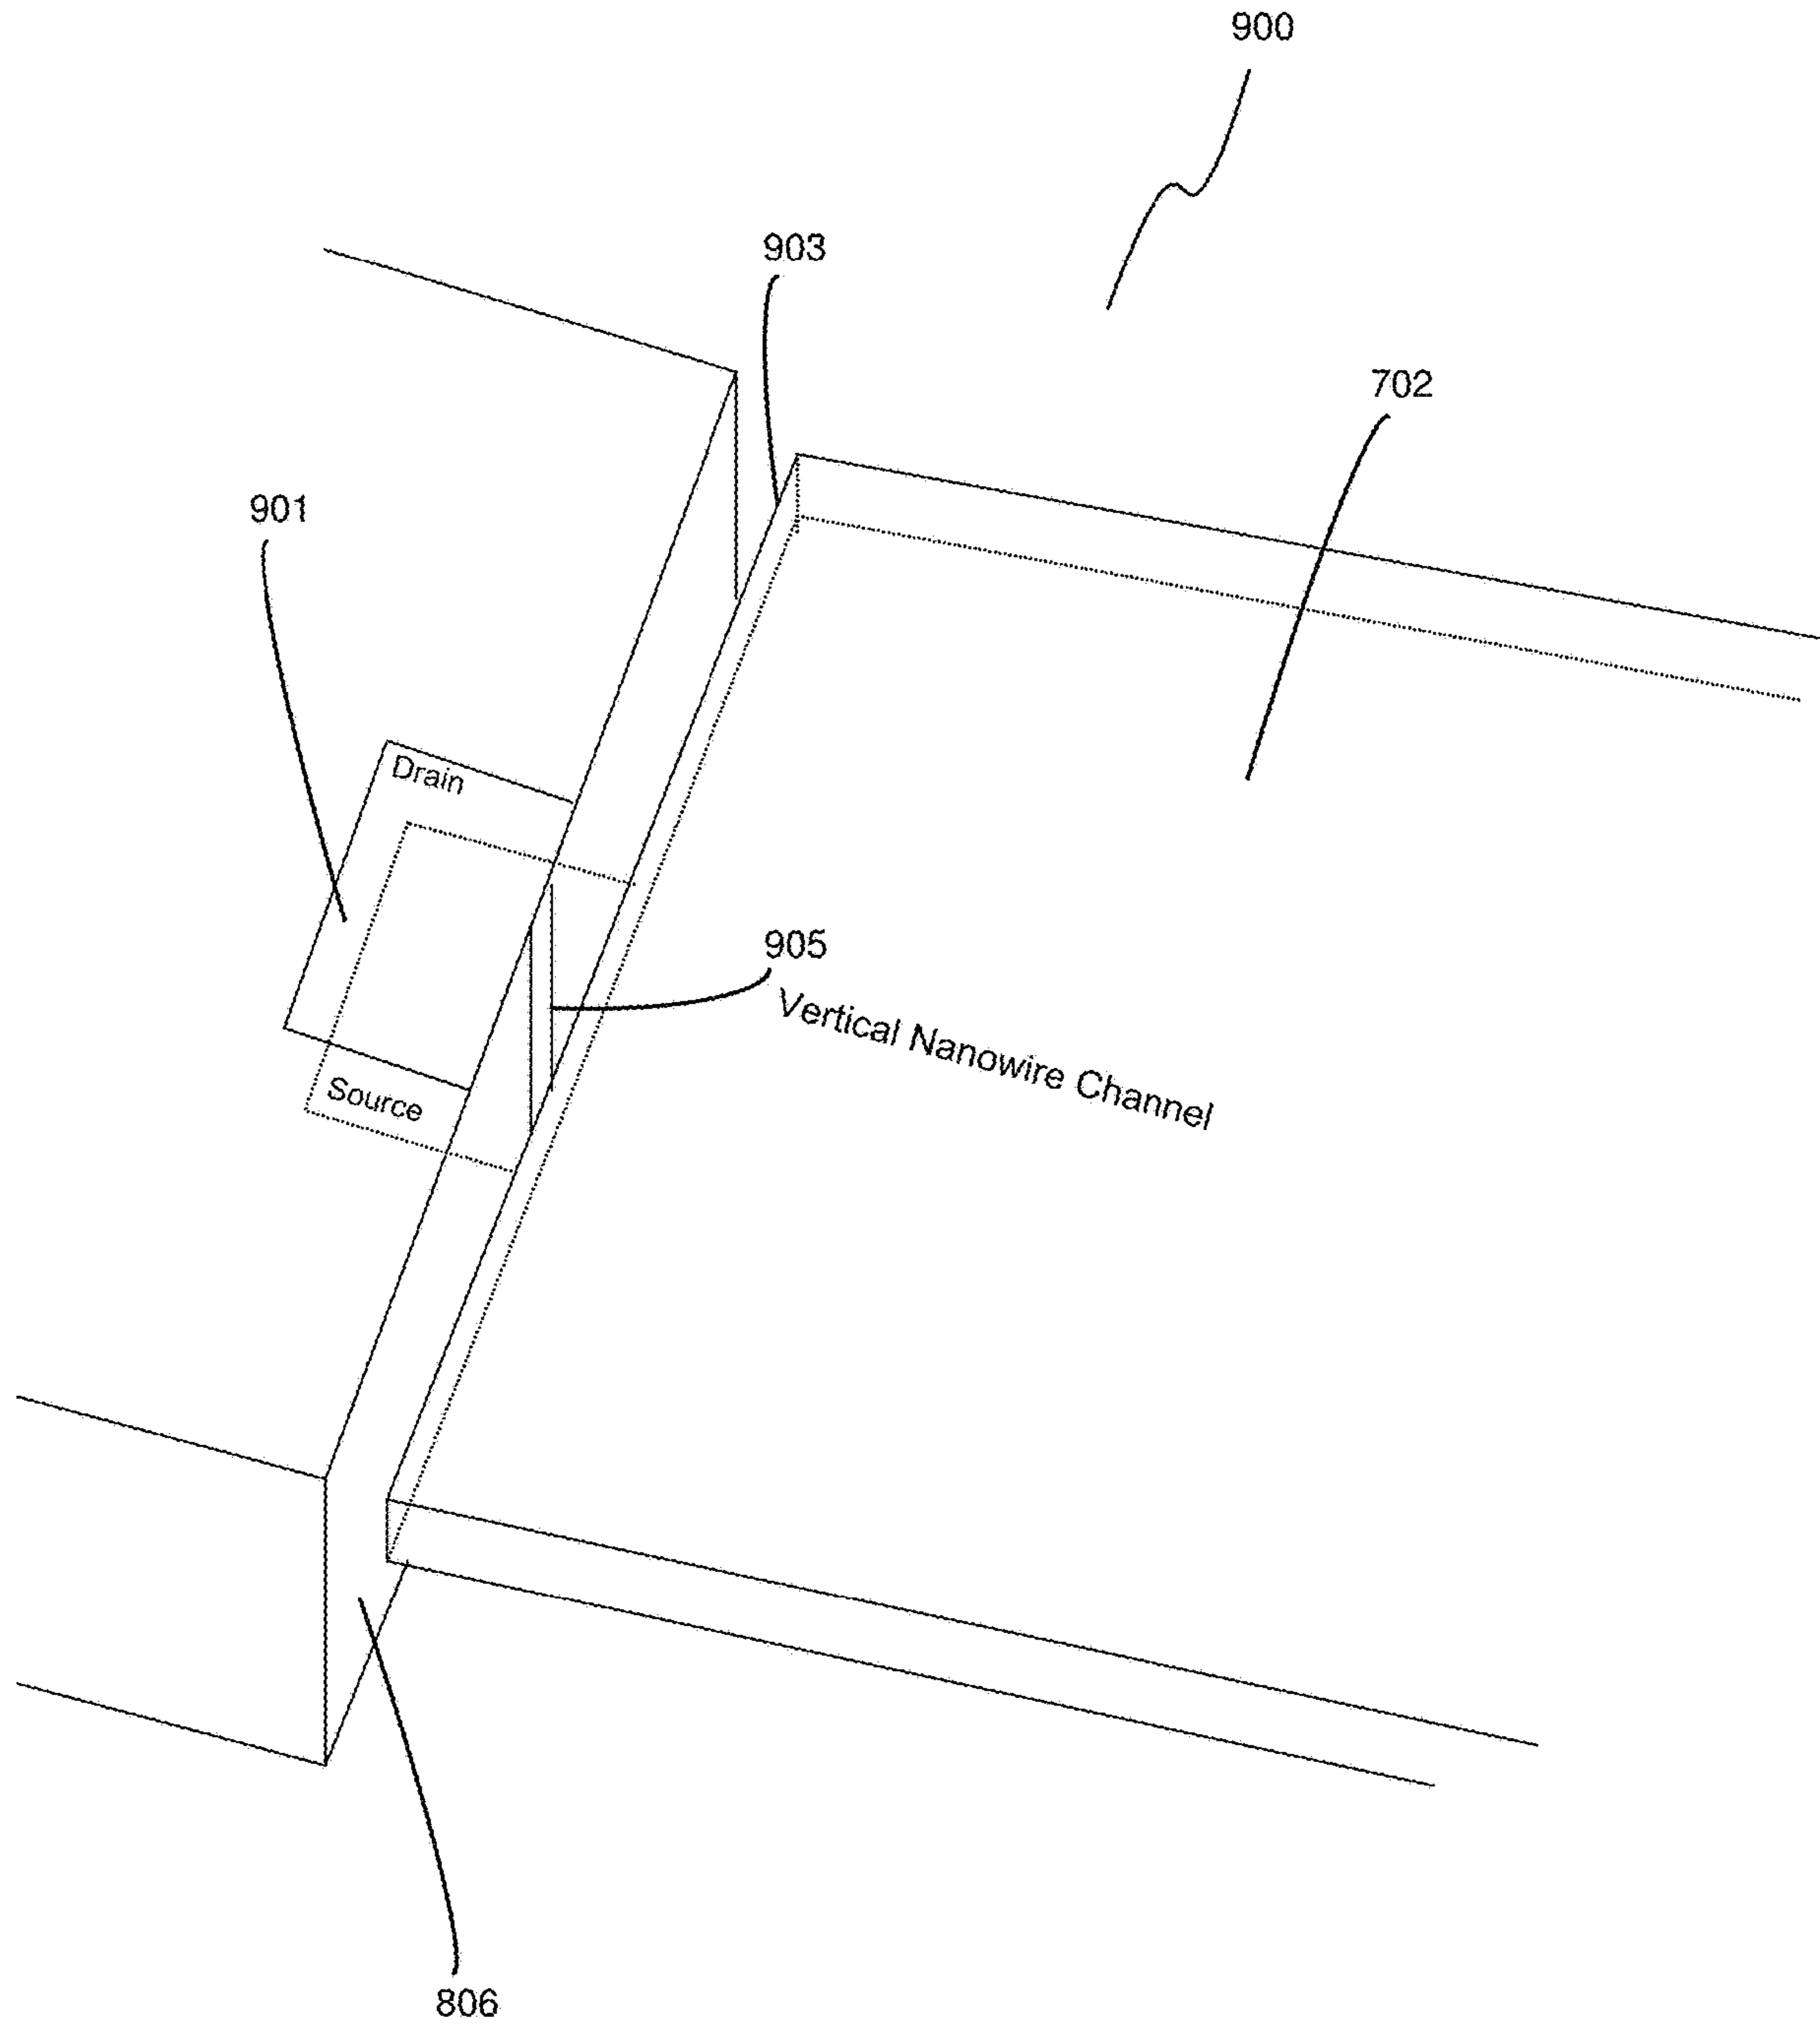 900
903
702
901
Drain
905
Vertical Nanowire Channel
Source
806